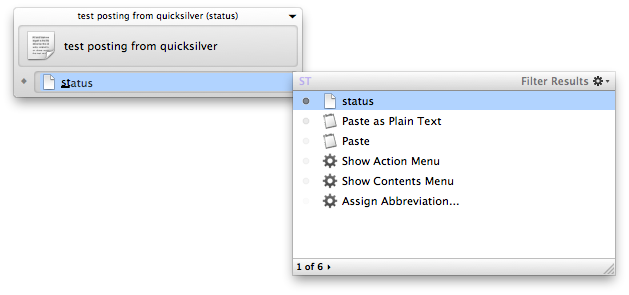 test posting from quicksilver (status)
test posting from quicksilver
status
ST Filter Results
status
Paste as Plain Text
Paste
Show Action Menu
Show Contents Menu
Assign Abbreviation...
1 of 6